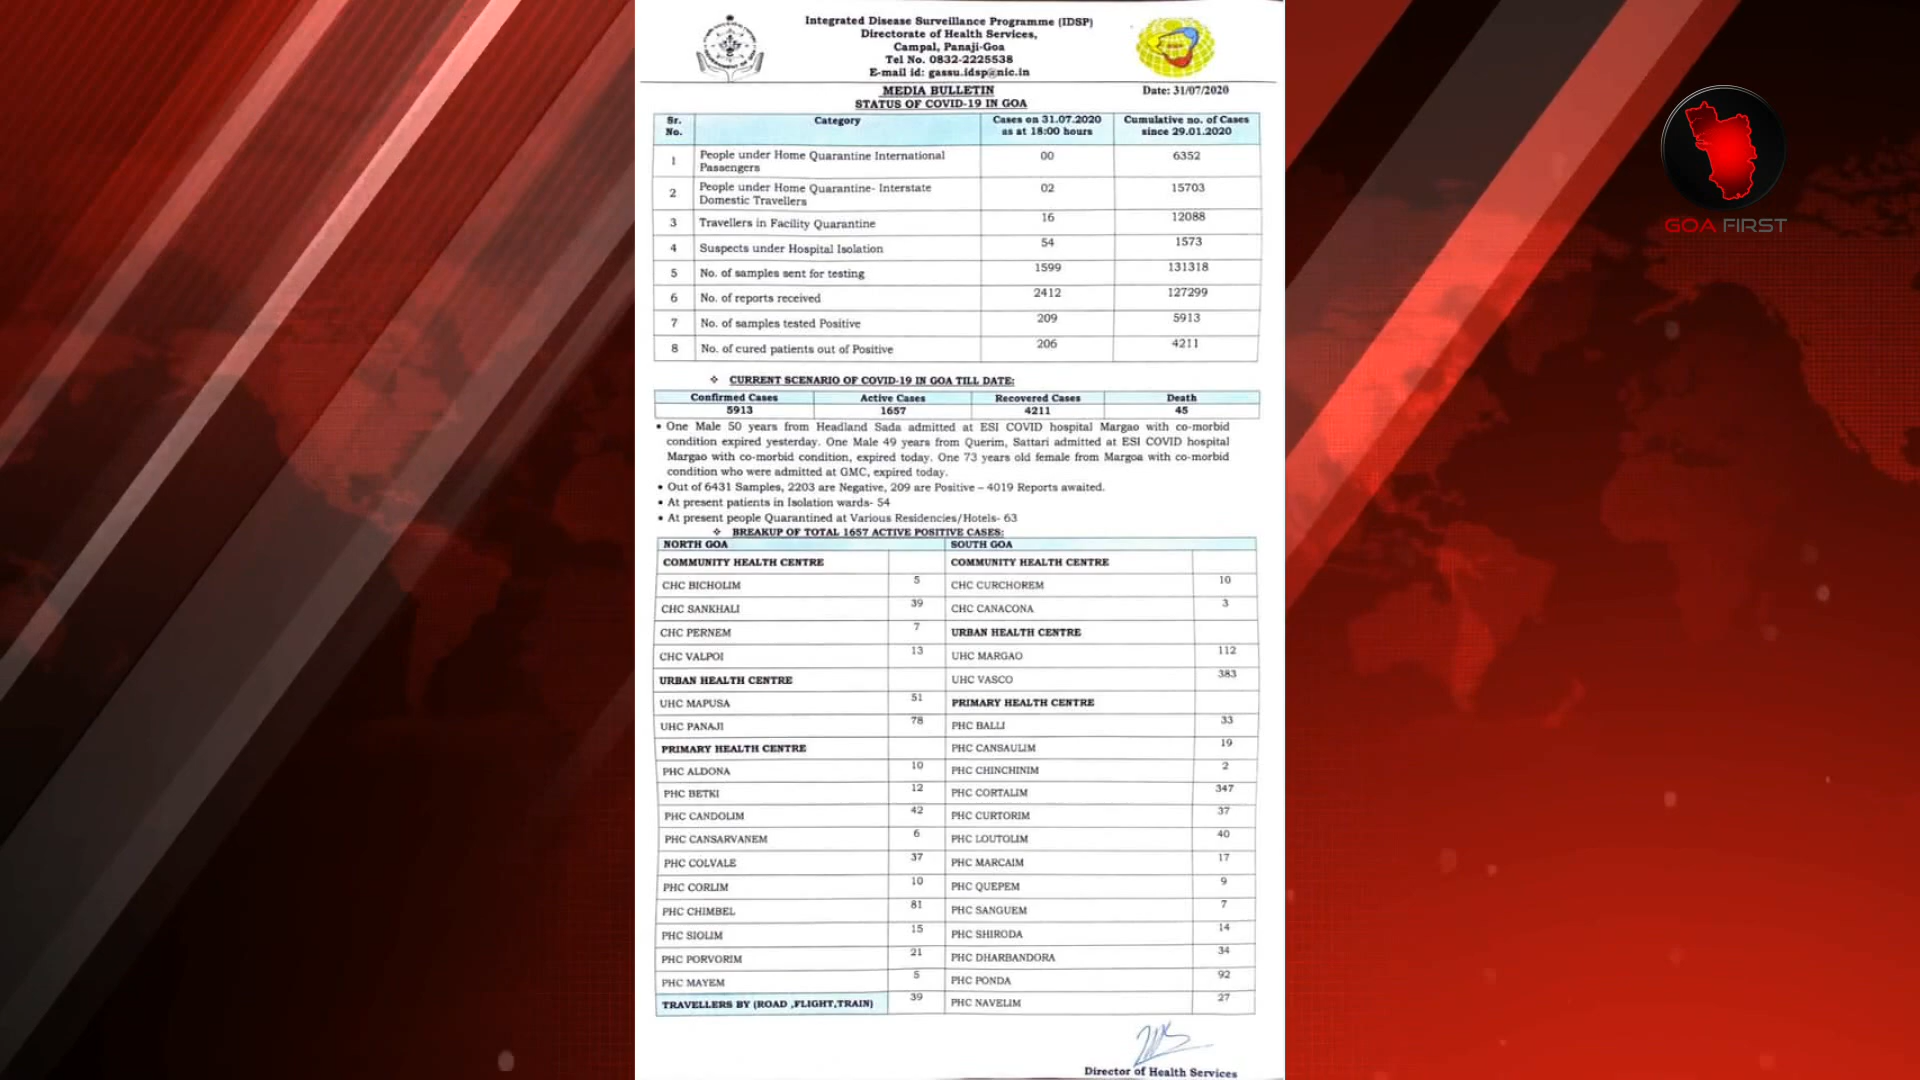 Integrated Disease Surveillance Programme (IDSP)
Directorate of Health Services,
Campal, Panaji-Goa
Tel No. 0832-2225538
E-mail id: gassu.idsp@nic.in
MEDIA BULLETIN
Date: 31/07/2020
STATUS OF COVID-19 IN GOA
Sr. No. Category Cases on 31.07.2020 as at 18:00 hours Cumulative no. of Cases since 29.01.2020
1 People under Home Quarantine International Passengers 00 6352
2 People under Home Quarantine- Interstate Domestic Travellers 02 15703
3 Travellers in Facility Quarantine 16 12088
4 Suspects under Hospital Isolation 54 1573
5 No. of samples sent for testing 1599 131318
6 No. of reports received 2412 127299
7 No. of samples tested Positive 209 5913
8 No. of cured patients out of Positive 206 4211
❖ CURRENT SCENARIO OF COVID-19 IN GOA TILL DATE:
Confirmed Cases Active Cases Recovered Cases Death
5913 1657 4211 45
• One Male 50 years from Headland Sada admitted at ESI COVID hospital Margao with co-morbid
condition expired yesterday. One Male 49 years from Querim, Sattari admitted at ESI COVID hospital
Margao with co-morbid condition, expired today. One 73 years old female from Margoa with co-morbid
condition who were admitted at GMC, expired today.
• Out of 6431 Samples, 2203 are Negative, 209 are Positive – 4019 Reports awaited.
• At present patients in Isolation wards- 54
• At present people Quarantined at Various Residencies/Hotels- 63
❖ BREAKUP OF TOTAL 1657 ACTIVE POSITIVE CASES:
NORTH GOA SOUTH GOA
COMMUNITY HEALTH CENTRE COMMUNITY HEALTH CENTRE
CHC BICHOLIM 5 CHC CURCHOREM 10
CHC SANKHALI 39 CHC CANACONA 3
CHC PERNEM 7 URBAN HEALTH CENTRE
CHC VALPOI 13 UHC MARGAO 112
URBAN HEALTH CENTRE UHC VASCO 383
UHC MAPUSA 51 PRIMARY HEALTH CENTRE
UHC PANAJI 78 PHC BALLI 33
PRIMARY HEALTH CENTRE PHC CANSAULIM 19
PHC ALDONA 10 PHC CHINCHINIM 2
PHC BETKI 12 PHC CORTALIM 347
PHC CANDOLIM 42 PHC CURTORIM 37
PHC CANSARVANEM 6 PHC LOUTOLIM 40
PHC COLVALE 37 PHC MARCAIM 17
PHC CORLIM 10 PHC QUEPEM 9
PHC CHIMBEL 81 PHC SANGUEM 7
PHC SIOLIM 15 PHC SHIRODA 14
PHC PORVORIM 21 PHC DHARBANDORA 34
PHC MAYEM 5 PHC PONDA 92
TRAVELLERS BY (ROAD ,FLIGHT,TRAIN) 39 PHC NAVELIM 27
Director of Health Services
GOA FIRST